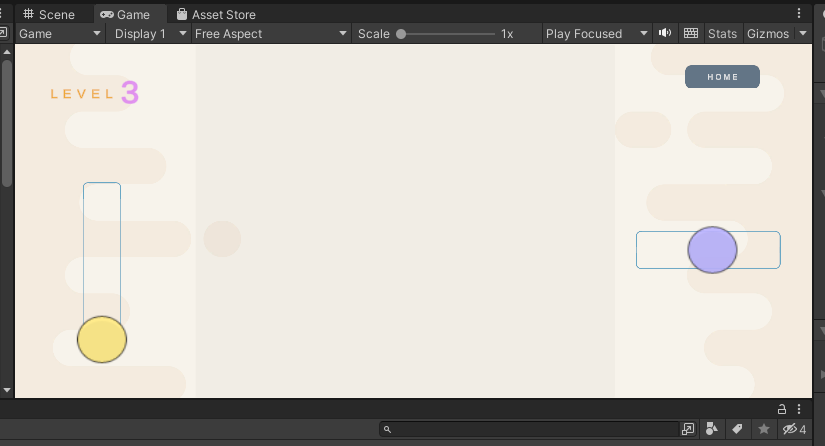 Scene Game Asset Store
Game Display 1 Free Aspect Scale 1x Play Focused Stats Gizmos
HOME
LEVEL 3
4